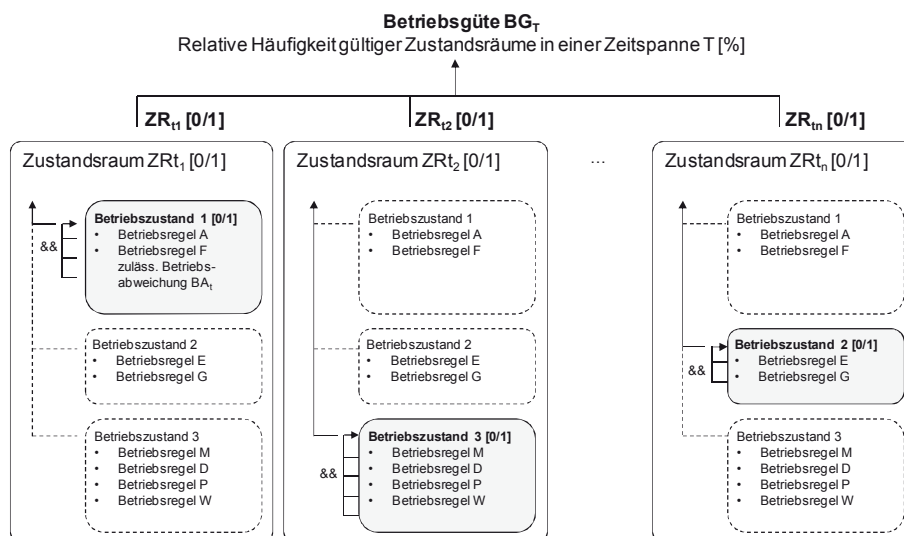 Betriebsgüte BG_T
Relative Häufigkeit gültiger Zustandsräume in einer Zeitspanne T [%]
ZR_t1 [0/1]
ZR_t2 [0/1]
ZR_tn [0/1]
Zustandsraum ZRt_1 [0/1]
&&
Betriebszustand 1 [0/1]
• Betriebsregel A
• Betriebsregel F
zuläss. Betriebs-
abweichung BA_t
Betriebszustand 2
• Betriebsregel E
• Betriebsregel G
Betriebszustand 3
• Betriebsregel M
• Betriebsregel D
• Betriebsregel P
• Betriebsregel W
Zustandsraum ZRt_2 [0/1]
Betriebszustand 1
• Betriebsregel A
• Betriebsregel F
Betriebszustand 2
• Betriebsregel E
• Betriebsregel G
&&
Betriebszustand 3 [0/1]
• Betriebsregel M
• Betriebsregel D
• Betriebsregel P
• Betriebsregel W
...
Zustandsraum ZRt_n [0/1]
Betriebszustand 1
• Betriebsregel A
• Betriebsregel F
&&
Betriebszustand 2 [0/1]
• Betriebsregel E
• Betriebsregel G
Betriebszustand 3
• Betriebsregel M
• Betriebsregel D
• Betriebsregel P
• Betriebsregel W